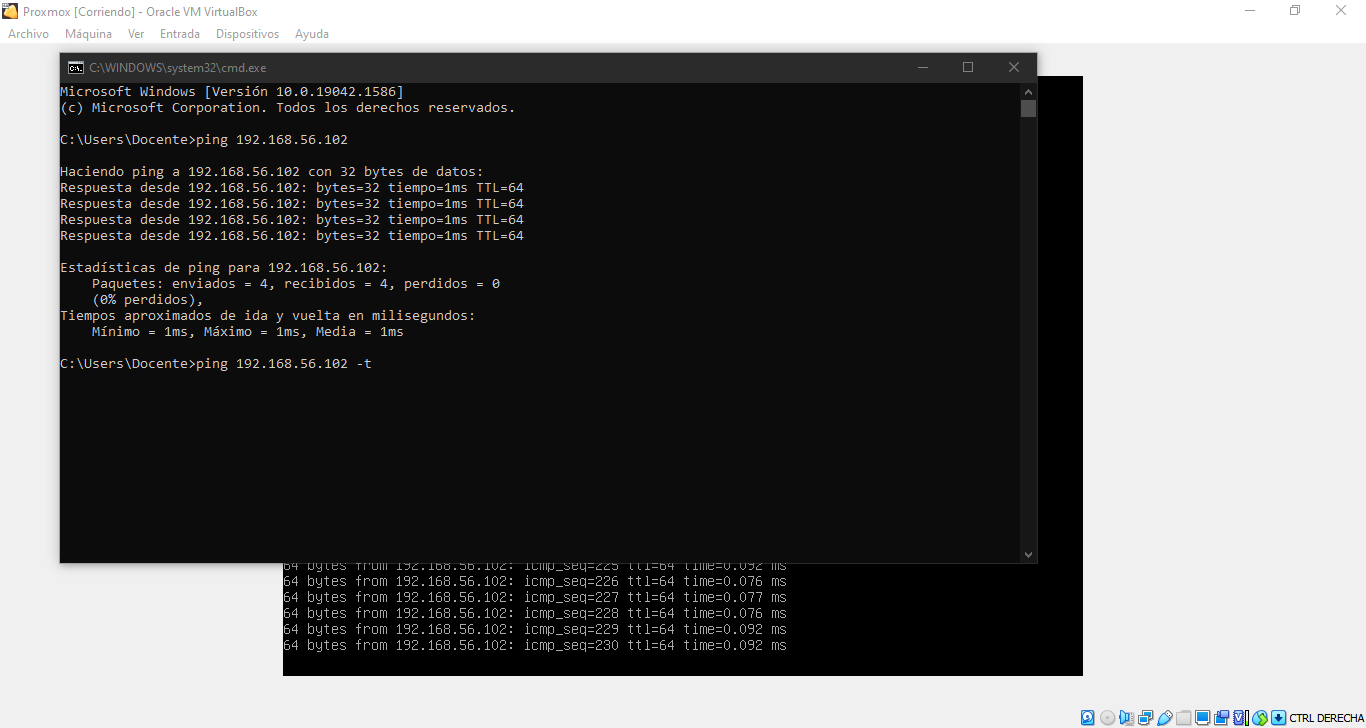 Proxmox [Corriendo] - Oracle VM VirtualBox
Archivo Máquina Ver Entrada Dispositivos Ayuda
C:\WINDOWS\system32\cmd.exe
Microsoft Windows [Versión 10.0.19042.1586]
(c) Microsoft Corporation. Todos los derechos reservados.
C:\Users\Docente>ping 192.168.56.102
Haciendo ping a 192.168.56.102 con 32 bytes de datos:
Respuesta desde 192.168.56.102: bytes=32 tiempo=1ms TTL=64
Respuesta desde 192.168.56.102: bytes=32 tiempo=1ms TTL=64
Respuesta desde 192.168.56.102: bytes=32 tiempo=1ms TTL=64
Respuesta desde 192.168.56.102: bytes=32 tiempo=1ms TTL=64
Estadísticas de ping para 192.168.56.102:
Paquetes: enviados = 4, recibidos = 4, perdidos = 0
(0% perdidos),
Tiempos aproximados de ida y vuelta en milisegundos:
Mínimo = 1ms, Máximo = 1ms, Media = 1ms
C:\Users\Docente>ping 192.168.56.102 -t
64 bytes from 192.168.56.102: icmp_seq=225 ttl=64 time=0.092 ms
64 bytes from 192.168.56.102: icmp_seq=226 ttl=64 time=0.076 ms
64 bytes from 192.168.56.102: icmp_seq=227 ttl=64 time=0.077 ms
64 bytes from 192.168.56.102: icmp_seq=228 ttl=64 time=0.076 ms
64 bytes from 192.168.56.102: icmp_seq=229 ttl=64 time=0.092 ms
64 bytes from 192.168.56.102: icmp_seq=230 ttl=64 time=0.092 ms
CTRL DERECHA